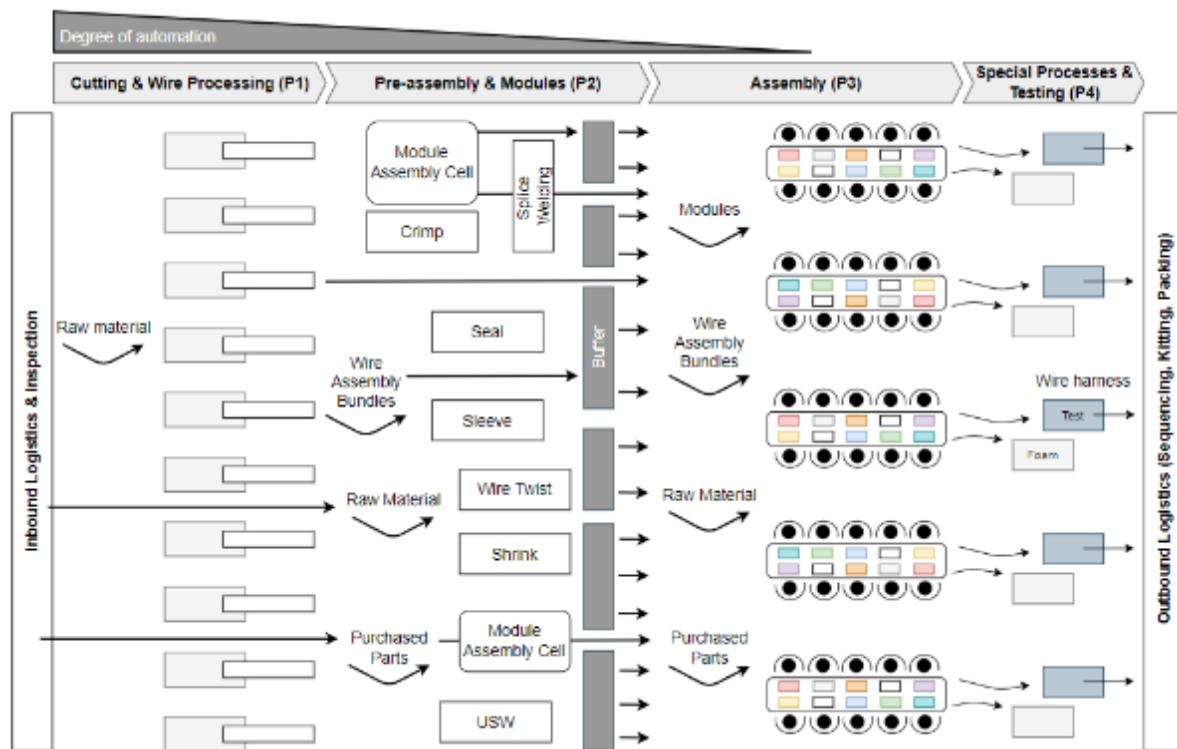 Degree of automation
Cutting & Wire Processing (P1)
Pre-assembly & Modules (P2)
Assembly (P3)
Special Processes &
Testing (P4)
Inbound Logistics & Inspection
Raw material
Module
Assembly Cell
Splice
Welding
Crimp
Seal
Wire
Assembly
Bundles
Sleeve
Raw Material
Wire Twist
Shrink
Purchased
Parts
Module
Assembly Cell
USW
Buffer
Modules
Wire
Assembly
Bundles
Raw Material
Purchased
Parts
Wire harness
Test
Foam
Outbound Logistics (Sequencing, Kitting, Packing)